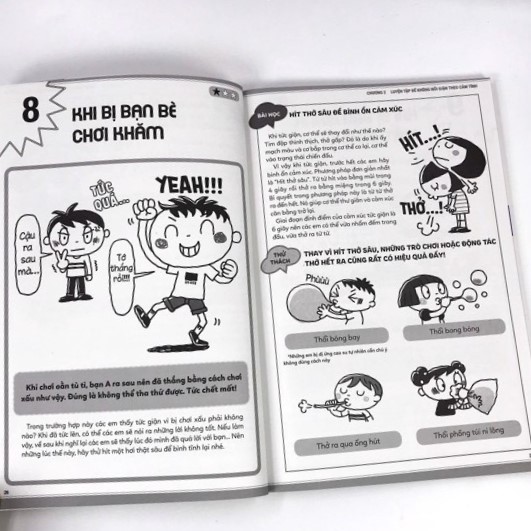 8
KHI BỊ BẠN BÈ
CHƠI KHĂM
TỨC
QUÁ...
YEAH!!!
Cậu
ra
sau
mà...
Tớ
thắng
rồi!!!
Khi chơi oẳn tù tì, bạn A ra sau nên đã thắng bằng cách chơi
xấu như vậy. Đúng là không thể tha thứ được. Tức chết mất!
Trong trường hợp này các em thấy tức giận vì bị chơi xấu phải không
nào? Khi đã tức lên, có thể các em sẽ nói ra những lời không tốt. Nếu làm
vậy, về sau khi nghĩ lại các em sẽ thấy lúc đó mình đã quá lời với bạn... Nên
những lúc thế này, hãy thử hít một hơi thật sâu để bình tĩnh lại nhé.
CHƯƠNG 2 LUYỆN TẬP ĐỂ KHÔNG NỔI GIẬN THEO CẢM TÍNH
BÀI HỌC
HÍT THỞ SÂU ĐỂ BÌNH ỔN CẢM XÚC
Khi tức giận, cơ thể sẽ thay đổi như thế nào?
Tim đập thình thịch, thở gấp? Đó là do khi ấy
mạch máu và cơ bắp trong cơ thể co lại, cơ thể
vào trạng thái chiến đấu.
Vì vậy khi tức giận, trước hết các em hãy
bình ổn cảm xúc. Phương pháp đơn giản nhất
là "Hít thở sâu". Từ từ hít vào bằng mũi trong
4 giây rồi thở ra bằng miệng trong 6 giây.
Bí quyết trong phương pháp này là từ từ thở
ra đến hết. Nó giúp cơ thể thư giãn và cảm xúc
cân bằng trở lại.
Giai đoạn đỉnh điểm của cảm xúc tức giận là
6 giây nên các em có thể vừa nhẩm đếm trong
đầu, vừa thở ra từ từ.
HÍT...!
THỞ...!
THỬ
THÁCH
THAY VÌ HÍT THỞ SÂU, NHỮNG TRÒ CHƠI HOẶC ĐỘNG TÁC
THỞ HẾT RA CŨNG RẤT CÓ HIỆU QUẢ ĐẤY!
Phùùù
Thổi bóng bay
Thổi bong bóng
*Những em bị dị ứng cao su tự nhiên cần chú ý
không dùng cách này
Thở ra qua ống hút
Thổi phồng túi ni lông